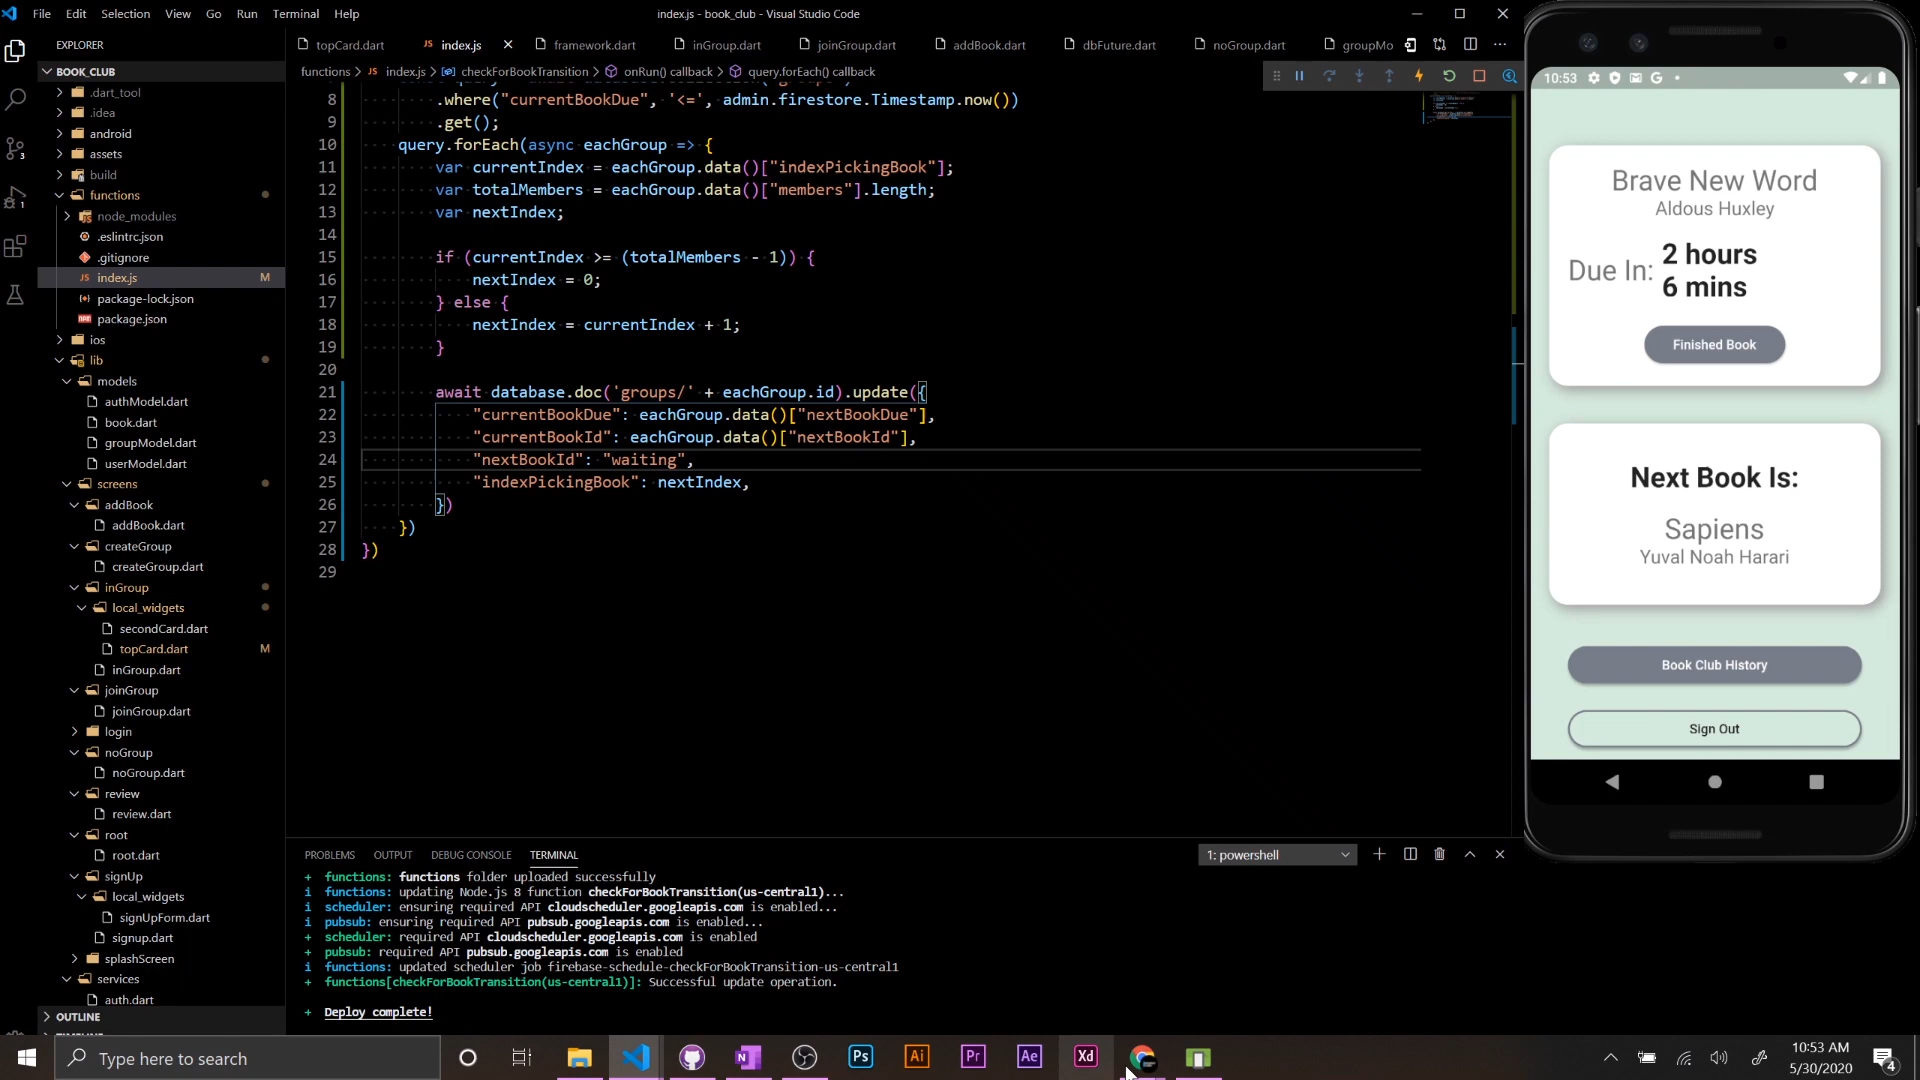 File Edit Selection View Go Run Terminal Help
index.js - book_club - Visual Studio Code
EXPLORER
topCard.dart
JS index.js
framework.dart
inGroup.dart
joinGroup.dart
addBook.dart
dbFuture.dart
noGroup.dart
groupMo
BOOK_CLUB
functions > JS index.js > checkForBookTransition > onRun() callback > query.forEach() callback
.dart_tool
.idea
android
assets
build
functions
node_modules
.eslintrc.json
.gitignore
JS index.js M
package-lock.json
package.json
ios
lib
models
authModel.dart
book.dart
groupModel.dart
userModel.dart
screens
addBook
addBook.dart
createGroup
createGroup.dart
inGroup
local_widgets
secondCard.dart
topCard.dart M
inGroup.dart
joinGroup
joinGroup.dart
login
noGroup
noGroup.dart
review
review.dart
root
root.dart
signUp
local_widgets
signUpForm.dart
signup.dart
splashScreen
services
auth.dart
OUTLINE
8 .where("currentBookDue", '<=', admin.firestore.Timestamp.now())
9 .get();
10 query.forEach(async eachGroup => {
11 var currentIndex = eachGroup.data()["indexPickingBook"];
12 var totalMembers = eachGroup.data()["members"].length;
13 var nextIndex;
14
15 if (currentIndex >= (totalMembers - 1)) {
16 nextIndex = 0;
17 } else {
18 nextIndex = currentIndex + 1;
19 }
20
21 await database.doc('groups/' + eachGroup.id).update({
22 "currentBookDue": eachGroup.data()["nextBookDue"],
23 "currentBookId": eachGroup.data()["nextBookId"],
24 "nextBookId": "waiting",
25 "indexPickingBook": nextIndex,
26 })
27 })
28 })
29
PROBLEMS OUTPUT DEBUG CONSOLE TERMINAL
1: powershell
+ functions: functions folder uploaded successfully
i functions: updating Node.js 8 function checkForBookTransition(us-central1)...
i scheduler: ensuring required API cloudscheduler.googleapis.com is enabled...
i pubsub: ensuring required API pubsub.googleapis.com is enabled...
+ scheduler: required API cloudscheduler.googleapis.com is enabled
+ pubsub: required API pubsub.googleapis.com is enabled
i functions: updated scheduler job firebase-schedule-checkForBookTransition-us-central1
+ functions[checkForBookTransition(us-central1)]: Successful update operation.
+ Deploy complete!
10:53
Brave New Word
Aldous Huxley
Due In: 2 hours
6 mins
Finished Book
Next Book Is:
Sapiens
Yuval Noah Harari
Book Club History
Sign Out
Type here to search
Ps
Ai
Pr
Ae
Xd
10:53 AM
5/30/2020
4